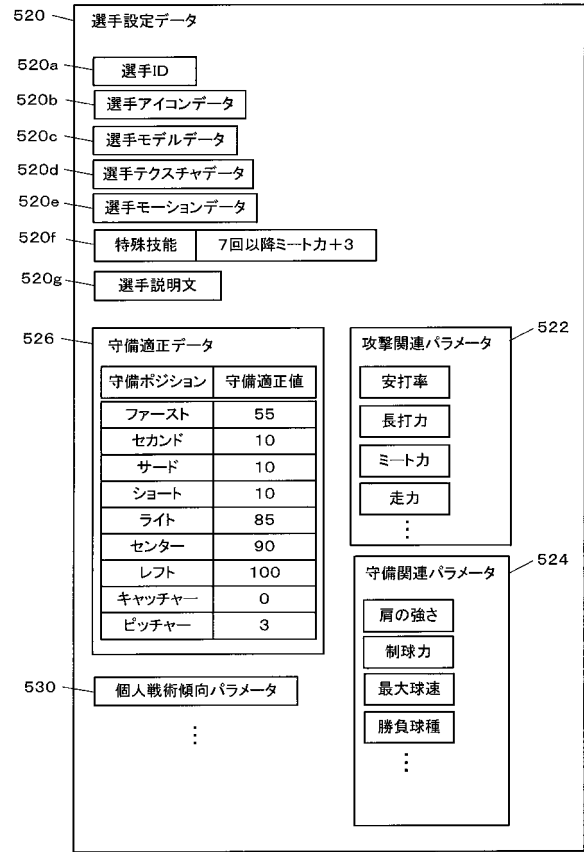 520
選手設定データ
520a
選手ID
520b
選手アイコンデータ
520c
選手モデルデータ
520d
選手テクスチャデータ
520e
選手モーションデータ
520f
特殊技能 7回以降ミート力+3
520g
選手説明文
526
守備適正データ
守備ポジション 守備適正値
ファースト 55
セカンド 10
サード 10
ショート 10
ライト 85
センター 90
レフト 100
キャッチャー 0
ピッチャー 3
522
攻撃関連パラメータ
安打率
長打力
ミート力
走力
⋮
524
守備関連パラメータ
肩の強さ
制球力
最大球速
勝負球種
⋮
530
個人戦術傾向パラメータ
⋮